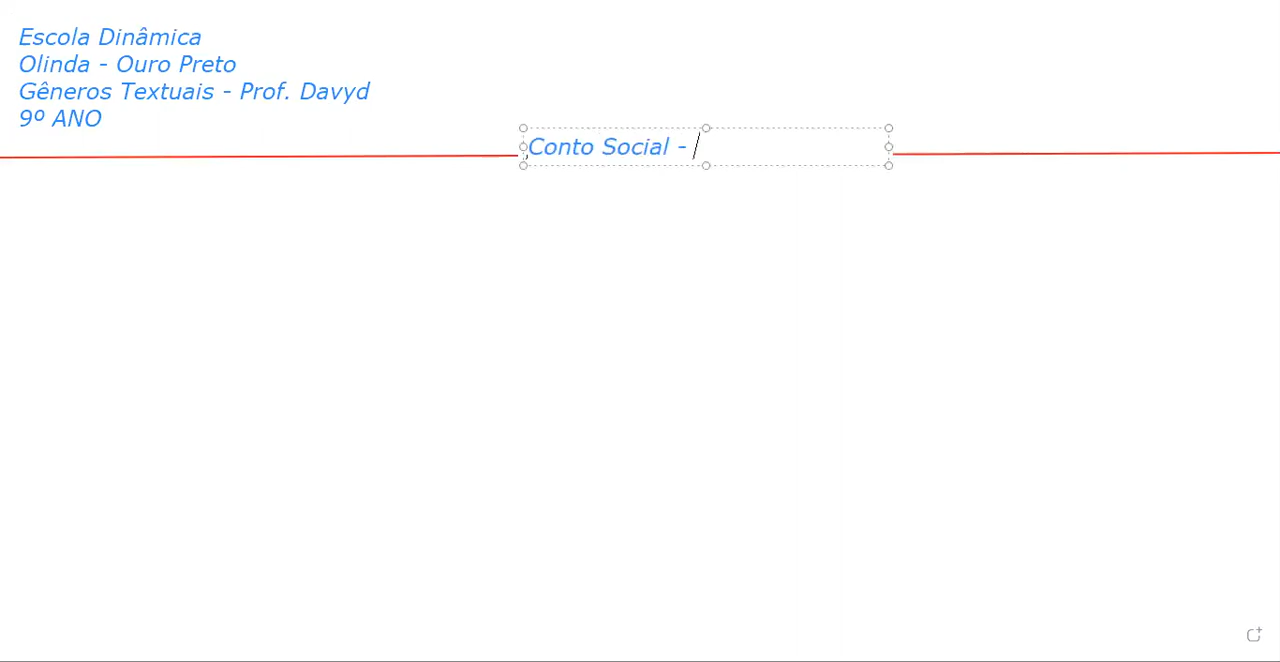 Escola Dinâmica
Olinda - Ouro Preto
Gêneros Textuais - Prof. Davyd
9º ANO
Conto Social -